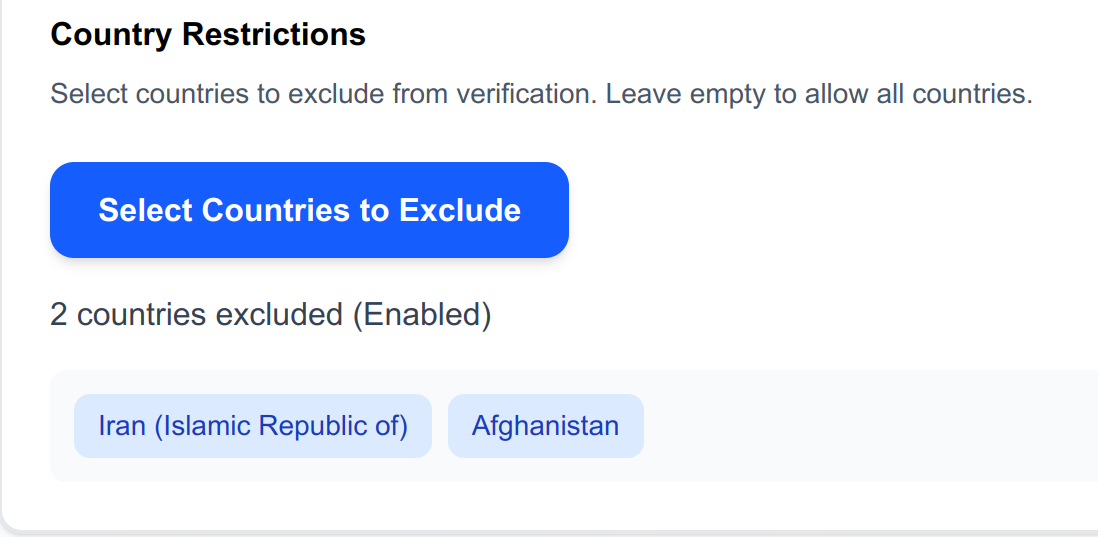 Country Restrictions
Select countries to exclude from verification. Leave empty to allow all countries.
Select Countries to Exclude
2 countries excluded (Enabled)
Iran (Islamic Republic of) Afghanistan